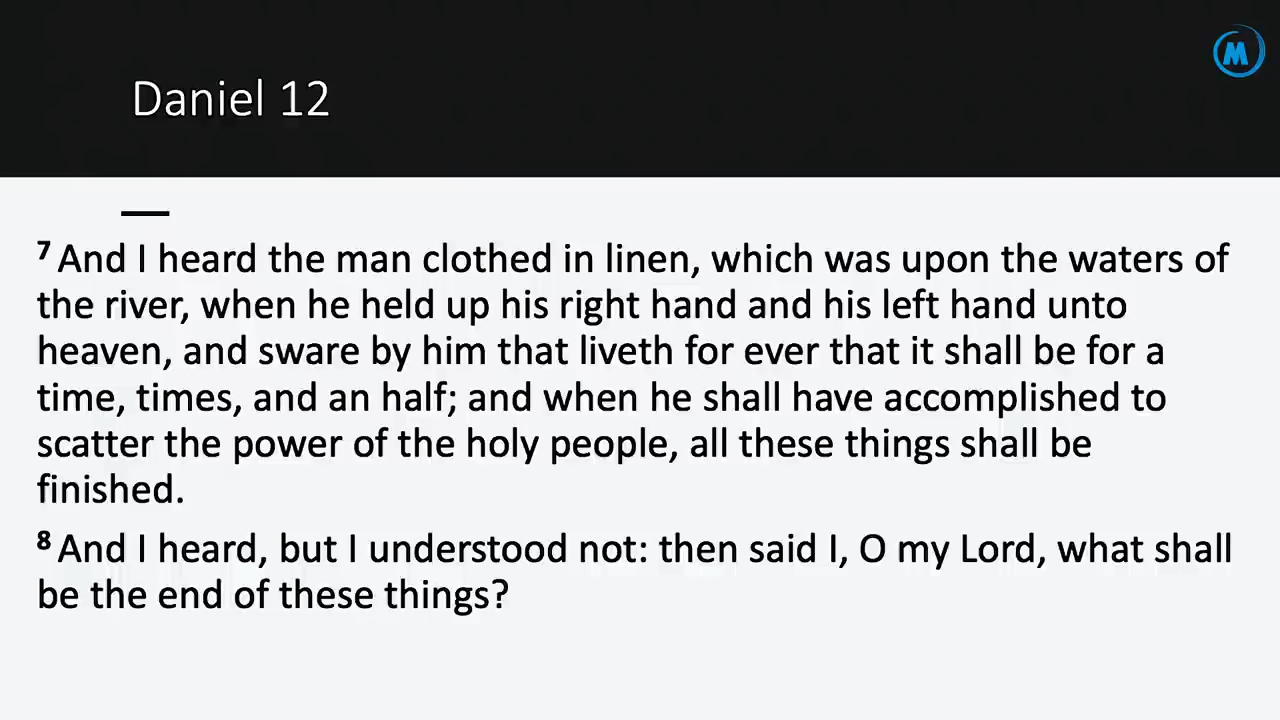 M
Daniel 12
7 And I heard the man clothed in linen, which was upon the waters of
the river, when he held up his right hand and his left hand unto
heaven, and sware by him that liveth for ever that it shall be for a
time, times, and an half; and when he shall have accomplished to
scatter the power of the holy people, all these things shall be
finished.
8 And I heard, but I understood not: then said I, O my Lord, what shall
be the end of these things?